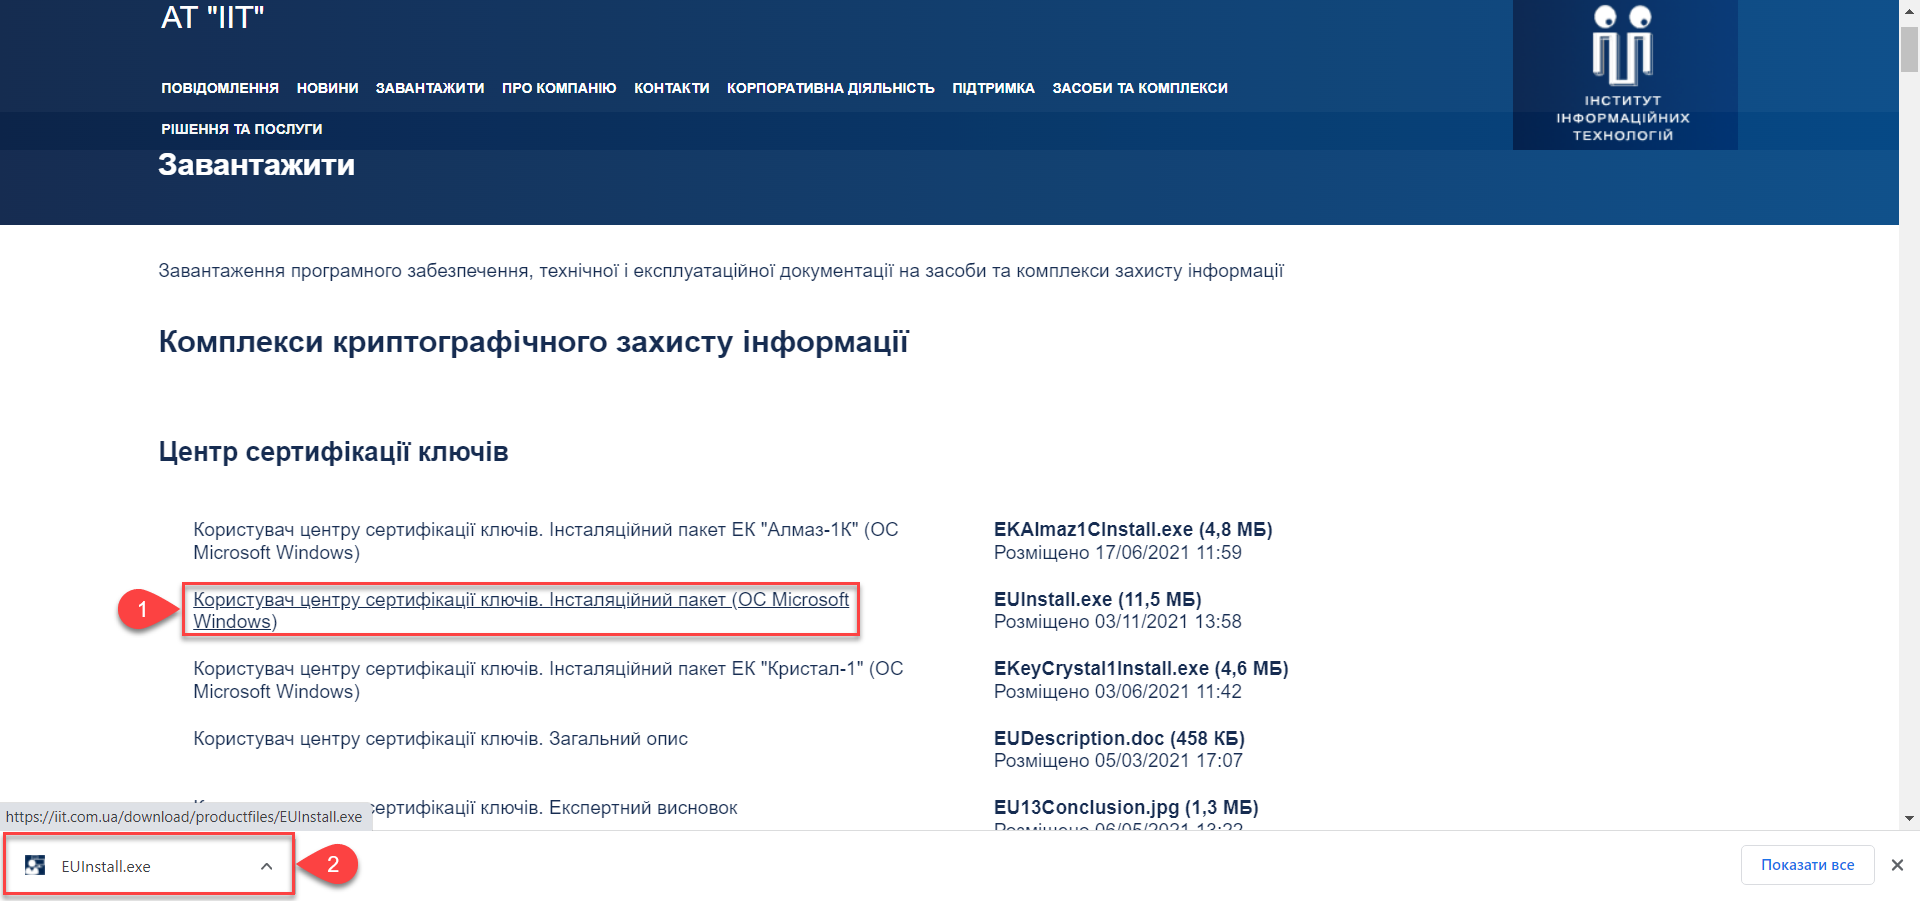 АТ "ІІТ"
ПОВІДОМЛЕННЯ НОВИНИ ЗАВАНТАЖИТИ ПРО КОМПАНІЮ КОНТАКТИ КОРПОРАТИВНА ДІЯЛЬНІСТЬ ПІДТРИМКА ЗАСОБИ ТА КОМПЛЕКСИ
РІШЕННЯ ТА ПОСЛУГИ
ІНСТИТУТ
ІНФОРМАЦІЙНИХ
ТЕХНОЛОГІЙ
Завантажити
Завантаження програмного забезпечення, технічної і експлуатаційної документації на засоби та комплекси захисту інформації
Комплекси криптографічного захисту інформації
Центр сертифікації ключів
Користувач центру сертифікації ключів. Інсталяційний пакет ЕК "Алмаз-1К" (ОС
Microsoft Windows)
EKAlmaz1CInstall.exe (4,8 МБ)
Розміщено 17/06/2021 11:59
1
Користувач центру сертифікації ключів. Інсталяційний пакет (ОС Microsoft
Windows)
EUInstall.exe (11,5 МБ)
Розміщено 03/11/2021 13:58
Користувач центру сертифікації ключів. Інсталяційний пакет ЕК "Кристал-1" (ОС
Microsoft Windows)
EKeyCrystal1Install.exe (4,6 МБ)
Розміщено 03/06/2021 11:42
Користувач центру сертифікації ключів. Загальний опис
EUDescription.doc (458 КБ)
Розміщено 05/03/2021 17:07
сертифікації ключів. Експертний висновок
EU13Conclusion.jpg (1,3 МБ)
Розміщено 06/05/2021 13:22
https://iit.com.ua/download/productfiles/EUInstall.exe
EUInstall.exe
2
Показати все